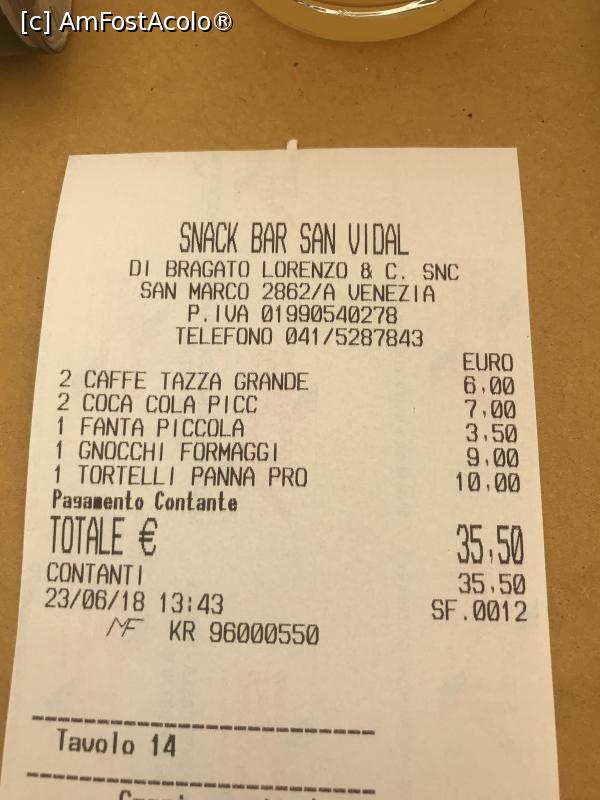 [c] AmFostAcolo®
SNACK BAR SAN VIDAL
DI BRAGATO LORENZO & C. SNC
SAN MARCO 2862/A VENEZIA
P.IVA 01990540278
TELEFONO 041/5287843
EURO
2 CAFFE TAZZA GRANDE 6,00
2 COCA COLA PICC 7,00
1 FANTA PICCOLA 3,50
1 GNOCCHI FORMAGGI 9,00
1 TORTELLI PANNA PRO 10,00
Pagamento Contante
TOTALE € 35,50
CONTANTI 35,50
23/06/18 13:43 SF.0012
MF KR 96000550
Tavolo 14